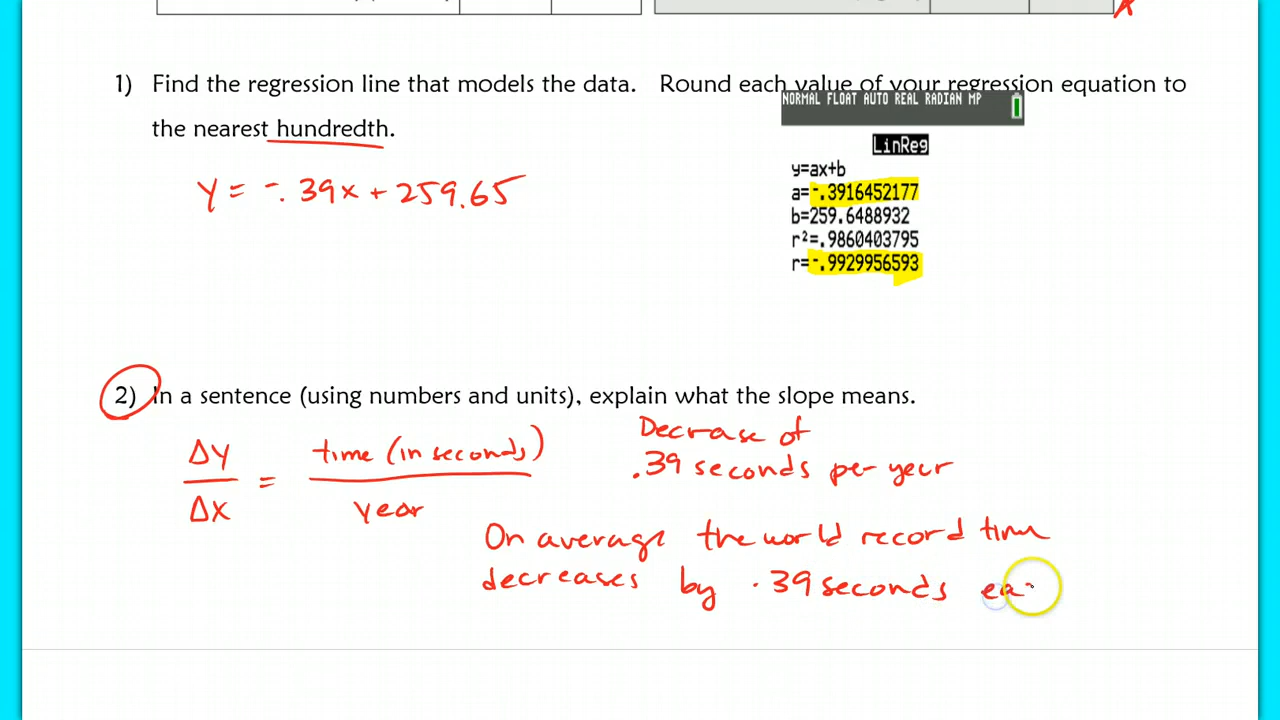 1) Find the regression line that models the data. Round each value of your regression equation to
the nearest hundredth.
NORMAL FLOAT AUTO REAL RADIAN MP
LinReg
y=ax+b
a=-.3916452177
b=259.6488932
r²=.9860403795
r=-.9929956593
y = -.39x + 259.65
2) In a sentence (using numbers and units), explain what the slope means.
ΔY
ΔX
=
time (in seconds)
year
Decrease of
.39 seconds per year
On average the world record time
decreases by .39 seconds ea